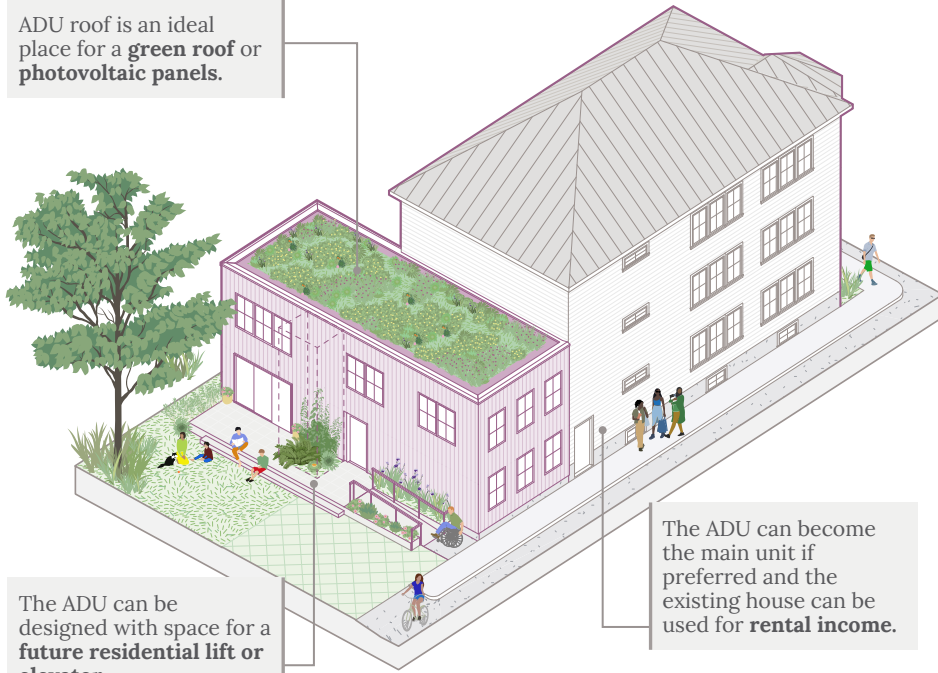 ADU roof is an ideal
place for a green roof or
photovoltaic panels.
The ADU can become
the main unit if
preferred and the
existing house can be
used for rental income.
The ADU can be
designed with space for a
future residential lift or